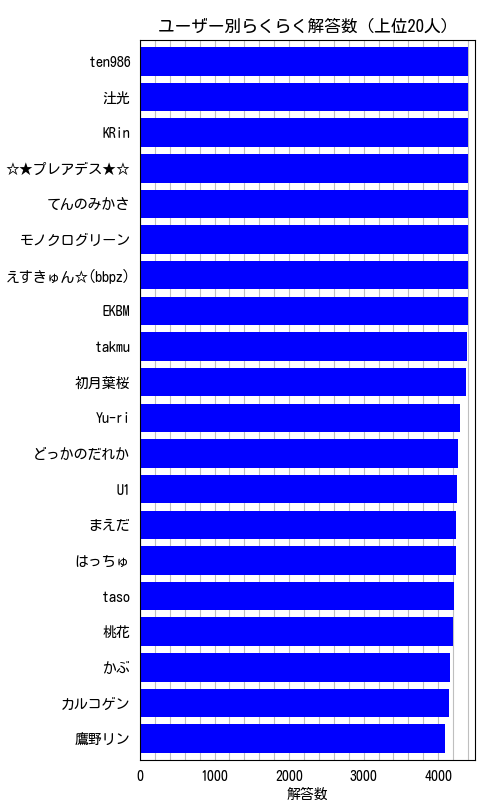 ユーザー別らくらく解答数（上位20人）
ten986
辻光
KRin
☆★プレアデス★☆
てんのみかさ
モノクログリーン
えすきゅん☆(bbpz)
EKBM
takmu
初月葉桜
Yu-ri
どっかのだれか
U1
まえだ
はっちゅ
taso
桃花
かぶ
カルコゲン
鷹野リン
0 1000 2000 3000 4000
解答数